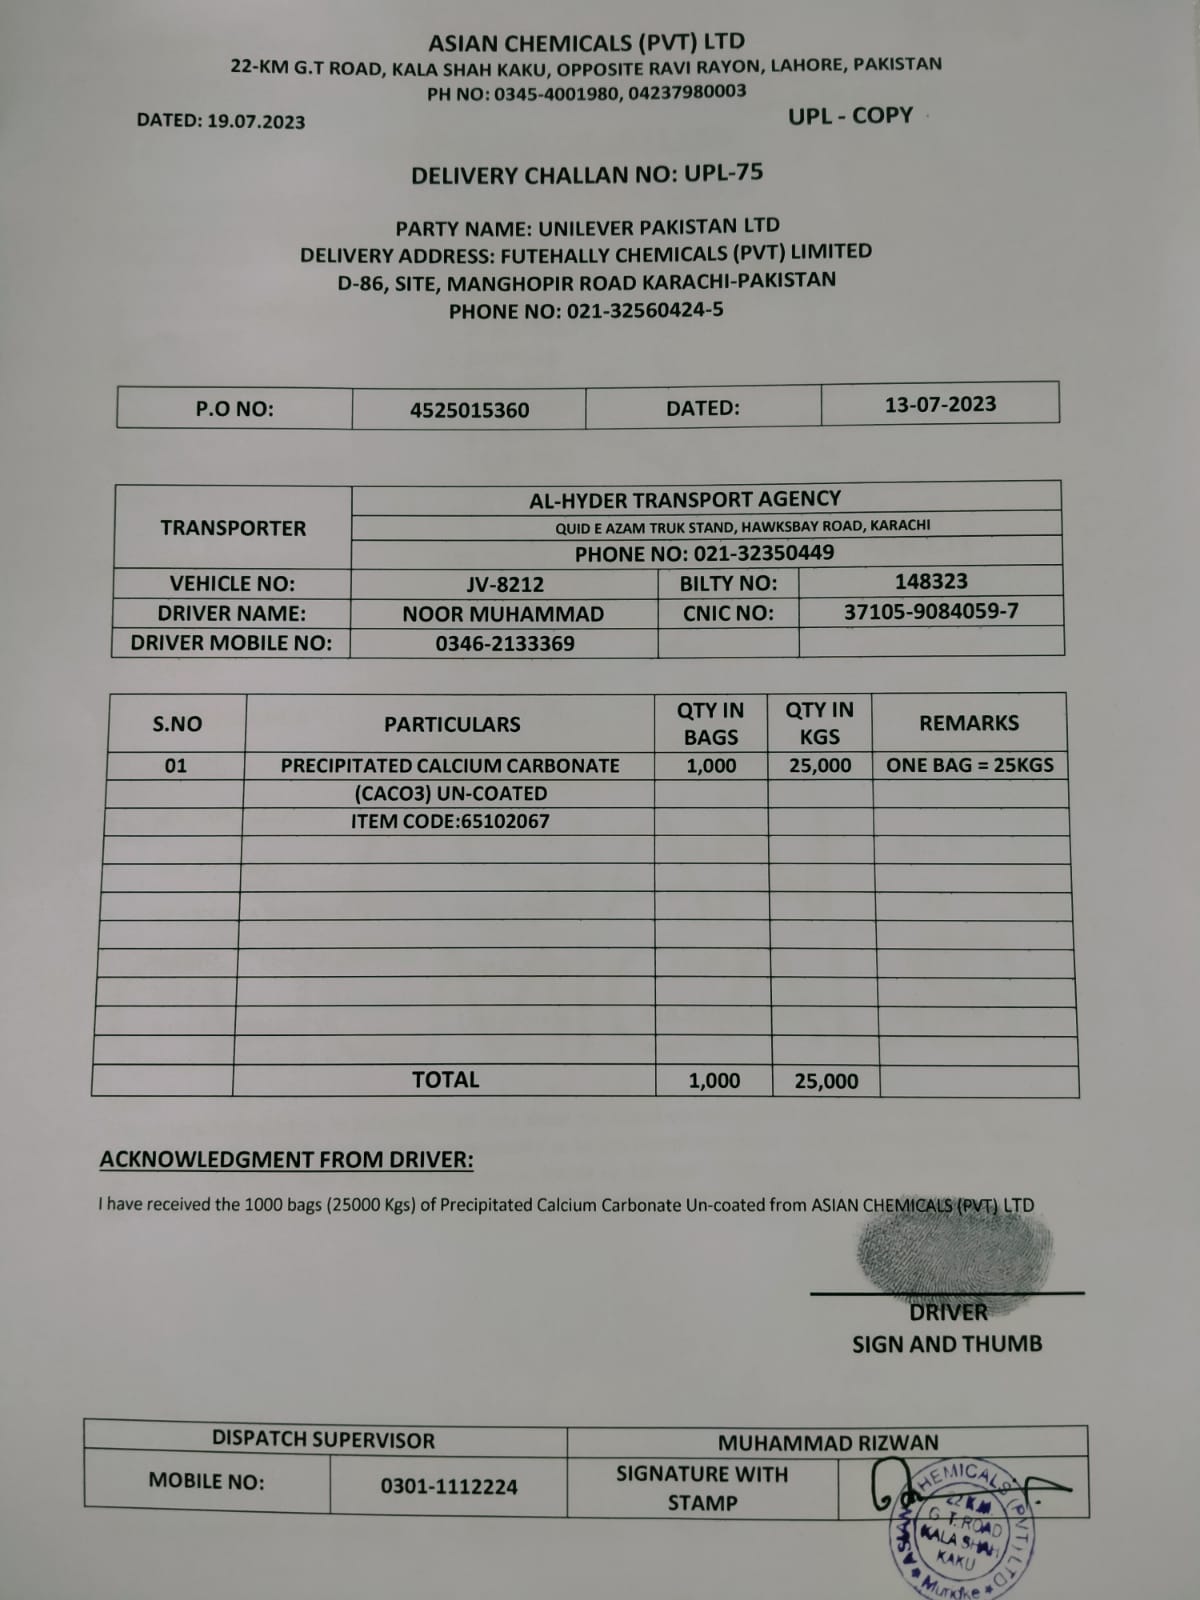 ASIAN CHEMICALS (PVT) LTD
22-KM G.T ROAD, KALA SHAH KAKU, OPPOSITE RAVI RAYON, LAHORE, PAKISTAN
PH NO: 0345-4001980, 04237980003
DATED: 19.07.2023 UPL - COPY
DELIVERY CHALLAN NO: UPL-75
PARTY NAME: UNILEVER PAKISTAN LTD
DELIVERY ADDRESS: FUTEHALLY CHEMICALS (PVT) LIMITED
D-86, SITE, MANGHOPIR ROAD KARACHI-PAKISTAN
PHONE NO: 021-32560424-5
P.O NO: 4525015360 DATED: 13-07-2023
TRANSPORTER
AL-HYDER TRANSPORT AGENCY
QUID E AZAM TRUK STAND, HAWKSBAY ROAD, KARACHI
PHONE NO: 021-32350449
VEHICLE NO: JV-8212 BILTY NO: 148323
DRIVER NAME: NOOR MUHAMMAD CNIC NO: 37105-9084059-7
DRIVER MOBILE NO: 0346-2133369
S.NO PARTICULARS QTY IN BAGS QTY IN KGS REMARKS
01 PRECIPITATED CALCIUM CARBONATE 1,000 25,000 ONE BAG = 25KGS
(CACO3) UN-COATED
ITEM CODE:65102067
TOTAL 1,000 25,000
ACKNOWLEDGMENT FROM DRIVER:
I have received the 1000 bags (25000 Kgs) of Precipitated Calcium Carbonate Un-coated from ASIAN CHEMICALS (PVT) LTD
DRIVER
SIGN AND THUMB
DISPATCH SUPERVISOR MUHAMMAD RIZWAN
MOBILE NO: 0301-1112224 SIGNATURE WITH STAMP
ASIAN CHEMICALS (PVT) LTD
22 KM
G. T. ROAD
KALA SHAH
KAKU
Muridke